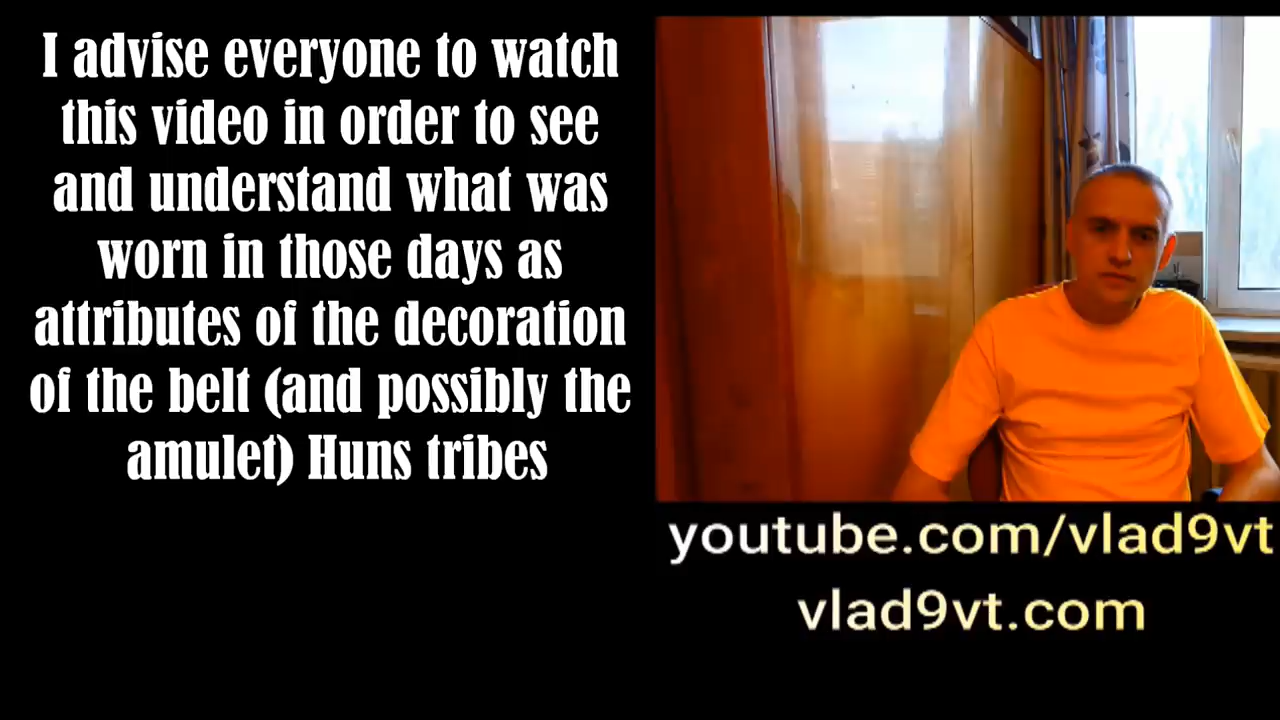 I advise everyone to watch
this video in order to see
and understand what was
worn in those days as
attributes of the decoration
of the belt (and possibly the
amulet) Huns tribes
youtube.com/vlad9vt
vlad9vt.com